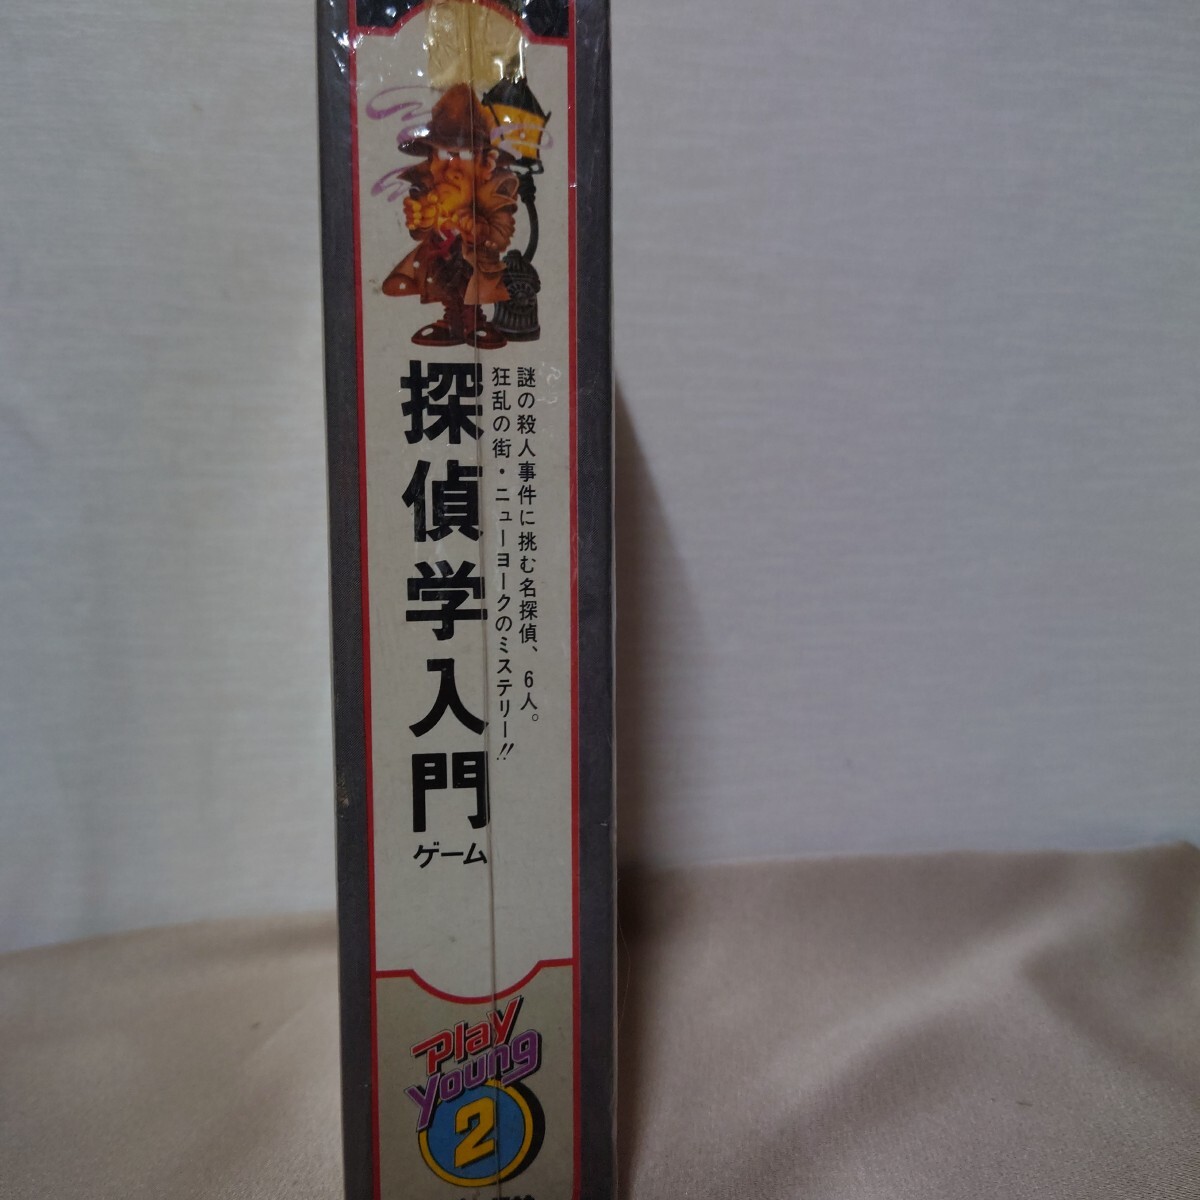 謎の殺人事件に挑む名探偵、6人。
狂乱の街・ニューヨークのミステリー!!
探偵学入門
ゲーム
Play
young
2